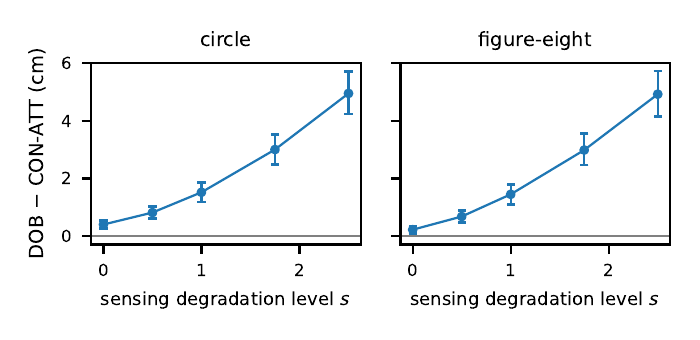 circle
figure-eight
DOB − CON-ATT (cm)
6
4
2
0
0 1 2
0 1 2
sensing degradation level s
sensing degradation level s